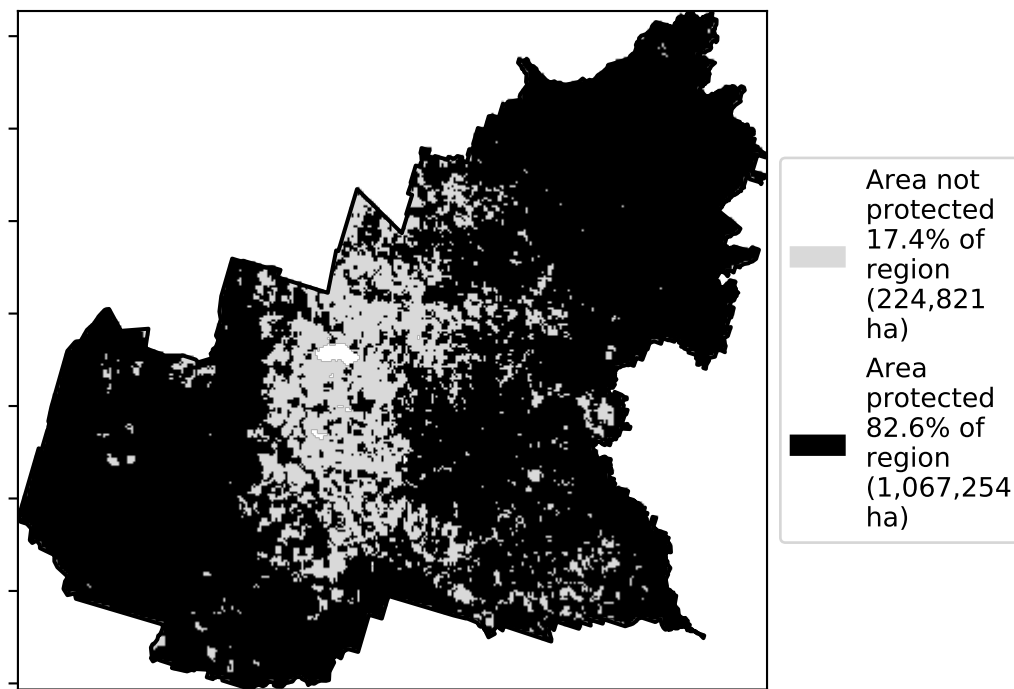 Area not
protected
17.4% of
region
(224,821
ha)
Area
protected
82.6% of
region
(1,067,254
ha)